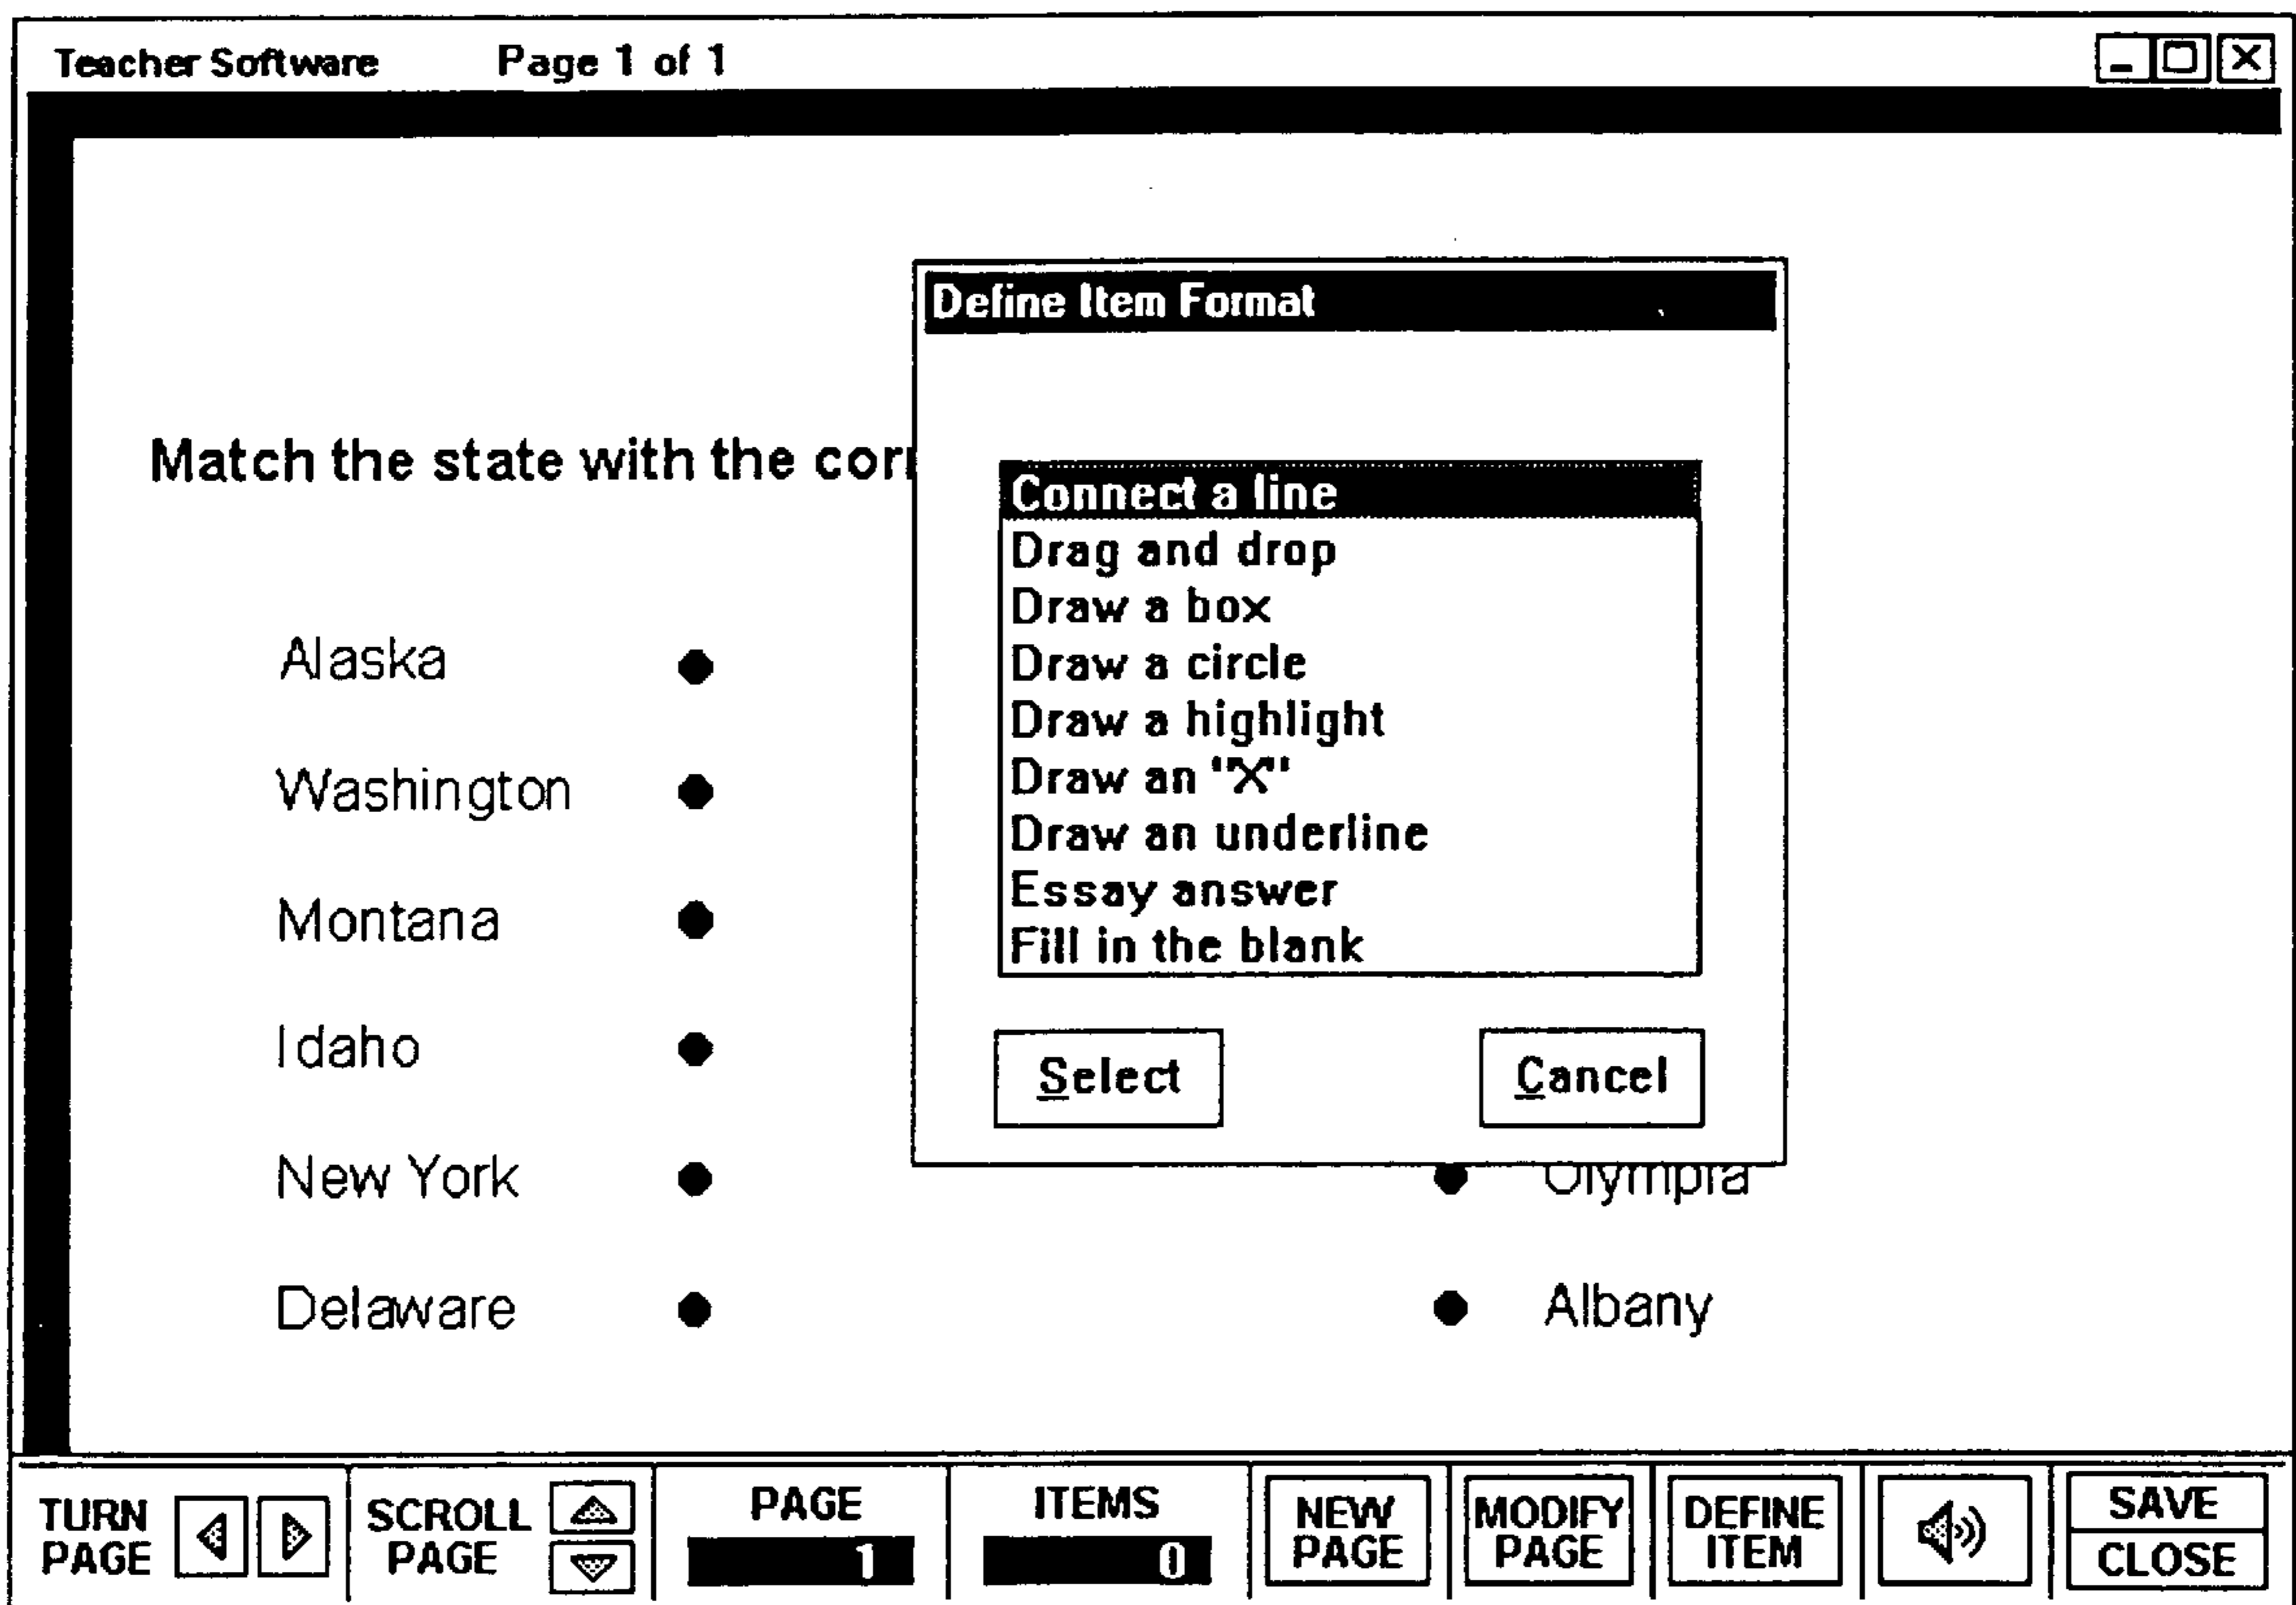 Teacher Software Page 1 of 1
Define Item Format
Match the state with the
Connect a line
Drag and drop
Draw a box
Draw a circle
Draw a highlight
Draw an "X"
Draw an underline
Essay answer
Fill in the blank
Select Cancel
Alaska
Washington
Montana
Idaho
New York Olympia
Delaware Albany
TURN PAGE
SCROLL PAGE
PAGE
1
ITEMS
0
NEW PAGE
MODIFY PAGE
DEFINE ITEM
SAVE
CLOSE